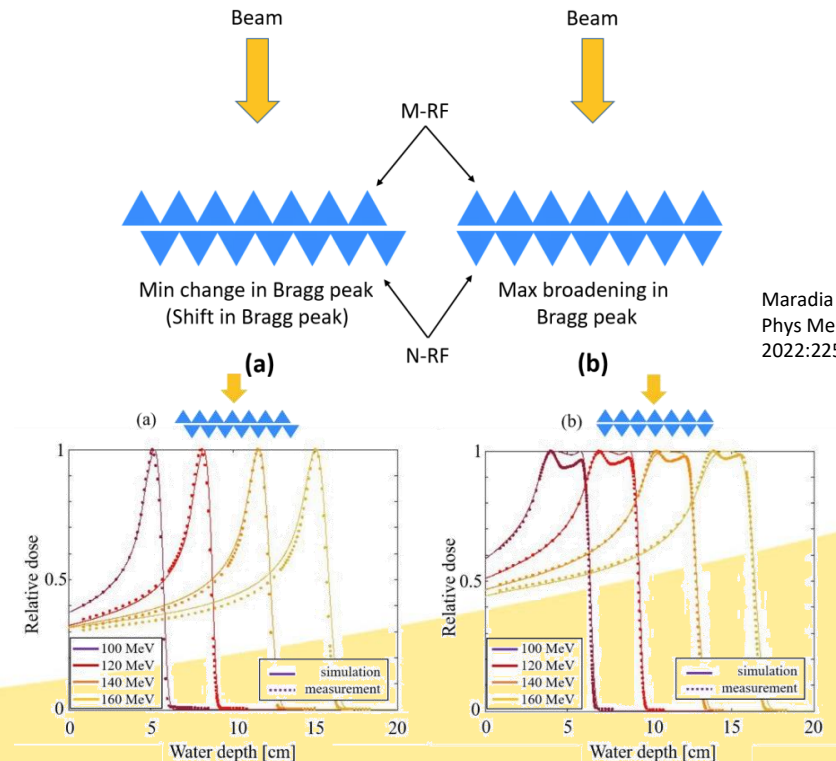 Beam
Beam
M-RF
Min change in Bragg peak
(Shift in Bragg peak)
Max broadening in
Bragg peak
N-RF
(a)
(b)
Maradia
Phys Me
2022:225
(a)
1
0.5
0
Relative dose
100 MeV
120 MeV
140 MeV
160 MeV
simulation
measurement
5
10
15
20
Water depth [cm]
(b)
1
0.5
0
Relative dose
100 MeV
120 MeV
140 MeV
160 MeV
simulation
measurement
0
5
10
15
20
Water depth [cm]